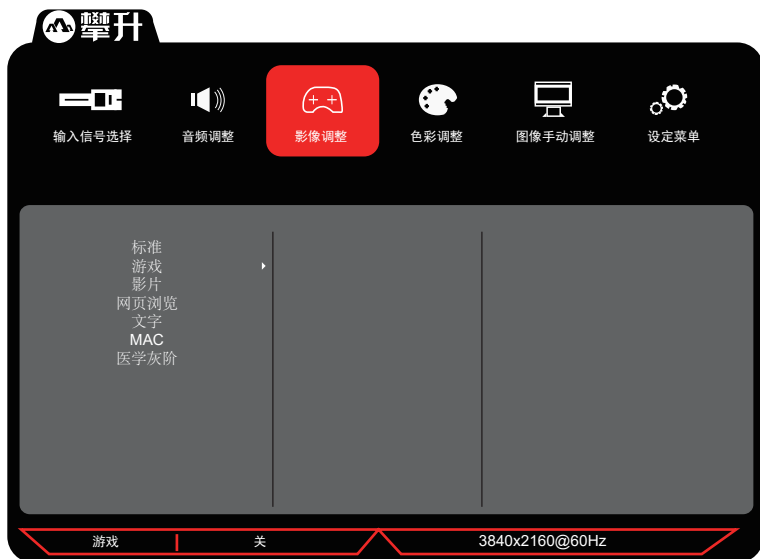 攀升
输入信号选择 音频调整 影像调整 色彩调整 图像手动调整 设定菜单
标准
游戏
影片
网页浏览
文字
MAC
医学灰阶
游戏 关 3840x2160@60Hz